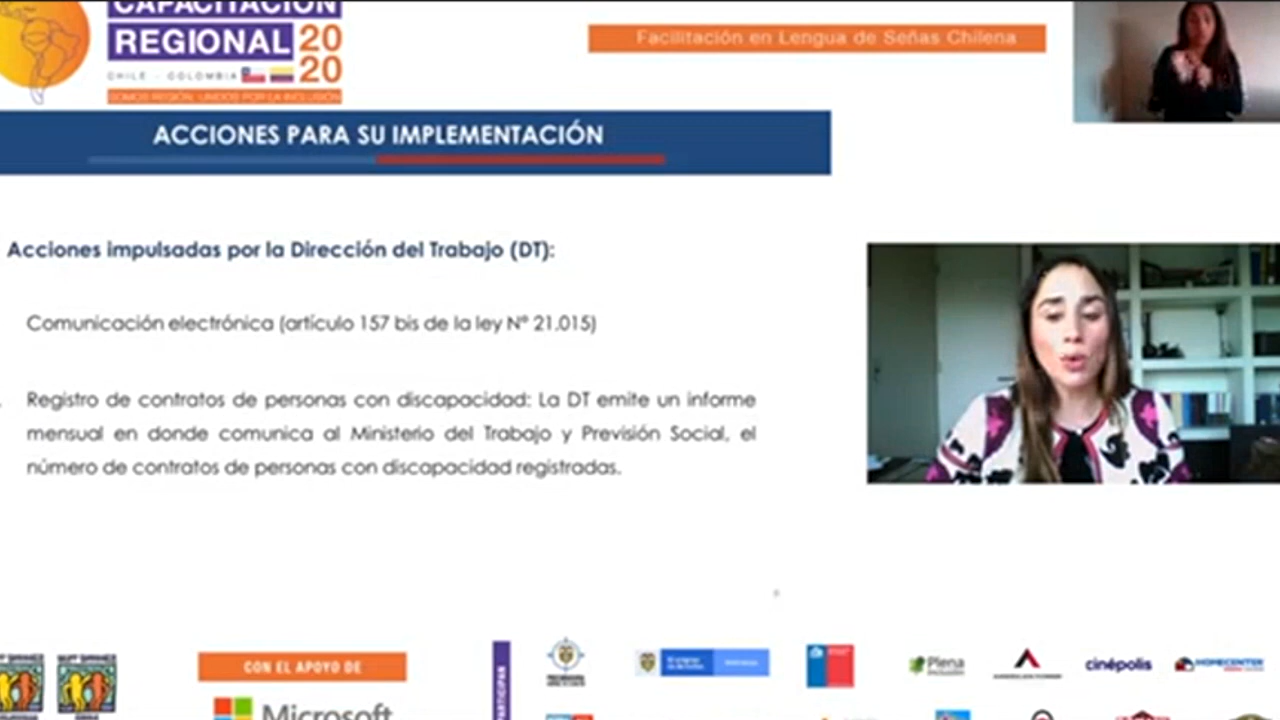 CAPACITACIÓN
REGIONAL 2020
CHILE - COLOMBIA
SOMOS REGIÓN, UNIDOS POR LA INCLUSIÓN
Facilitación en Lengua de Señas Chilena
ACCIONES PARA SU IMPLEMENTACIÓN
Acciones impulsadas por la Dirección del Trabajo (DT):
Comunicación electrónica (artículo 157 bis de la ley N° 21.015)
Registro de contratos de personas con discapacidad: La DT emite un informe
mensual en donde comunica al Ministerio del Trabajo y Previsión Social, el
número de contratos de personas con discapacidad registradas.
CON EL APOYO DE
Microsoft
Plena
inclusión
cinépolis
HOMECENTER